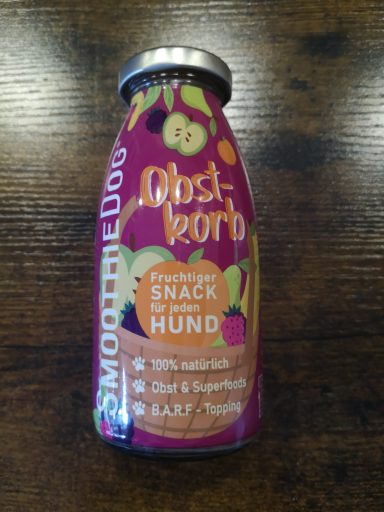 SMOOTHIEDOG®
Obst-
korb
Fruchtiger
SNACK
für jeden
HUND
100% natürlich
Obst & Superfoods
B.A.R.F - Topping